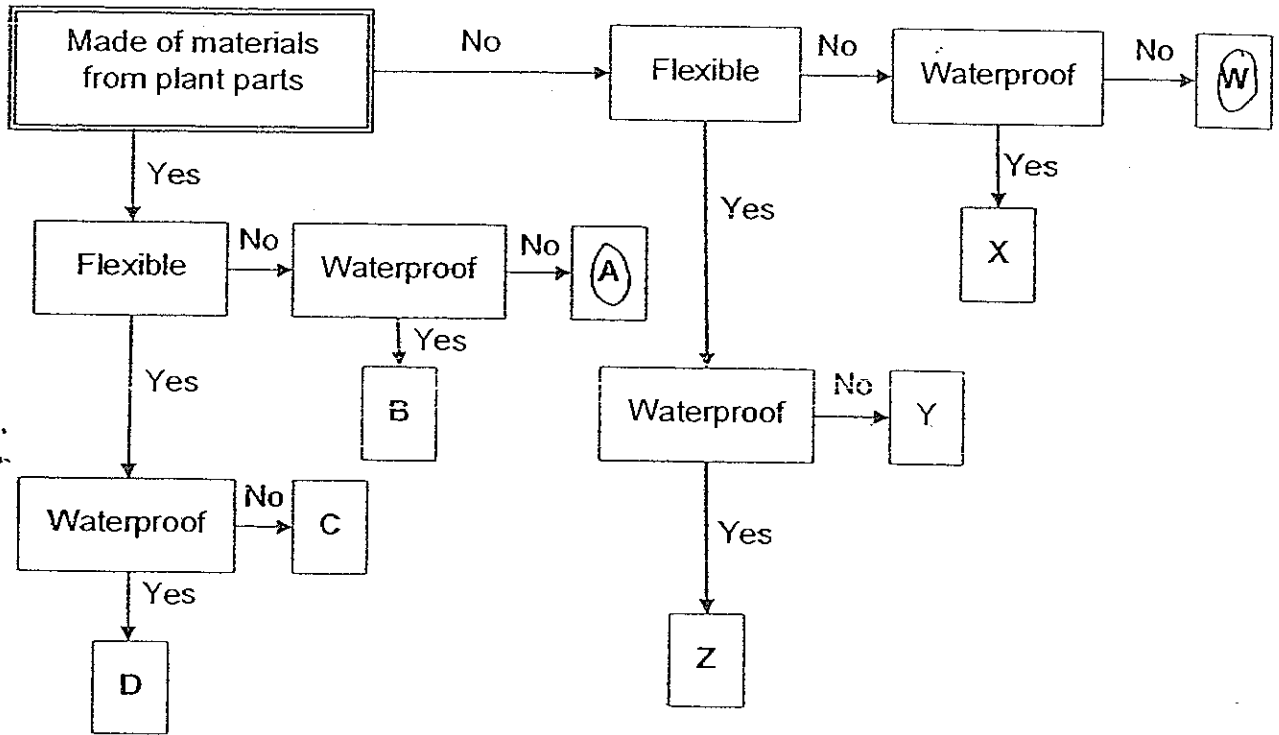 Made of materials
from plant parts
No
Flexible
No
Waterproof
No
W
Yes
Yes
Yes
X
Flexible
No
Waterproof
No
A
Yes
Yes
B
Waterproof
No
Y
Waterproof
No
C
Yes
Yes
Z
D